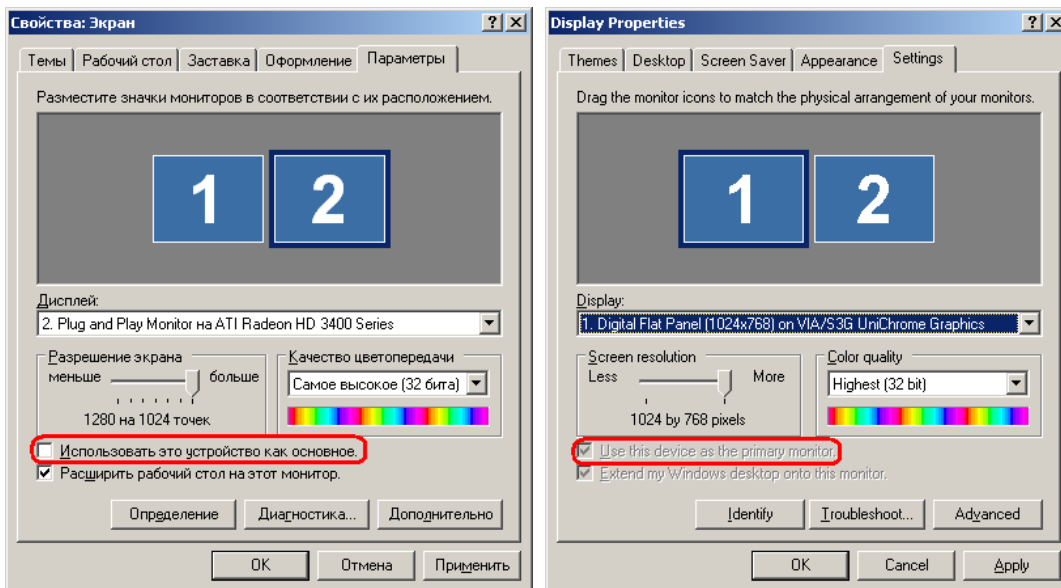 Свойства: Экран
Темы Рабочий стол Заставка Оформление Параметры
Разместите значки мониторов в соответствии с их расположением.
1 2
Дисплей:
2. Plug and Play Monitor на ATI Radeon HD 3400 Series
Разрешение экрана
меньше больше
1280 на 1024 точек
Качество цветопередачи
Самое высокое (32 бита)
Использовать это устройство как основное.
Расширить рабочий стол на этот монитор.
Определение Диагностика... Дополнительно
OK Отмена Применить
Display Properties
Themes Desktop Screen Saver Appearance Settings
Drag the monitor icons to match the physical arrangement of your monitors.
1 2
Display:
1. Digital Flat Panel (1024x768) on VIA/S3G UniChrome Graphics
Screen resolution
Less More
1024 by 768 pixels
Color quality
Highest (32 bit)
Use this device as the primary monitor.
Extend my Windows desktop onto this monitor.
Identify Troubleshoot... Advanced
OK Cancel Apply